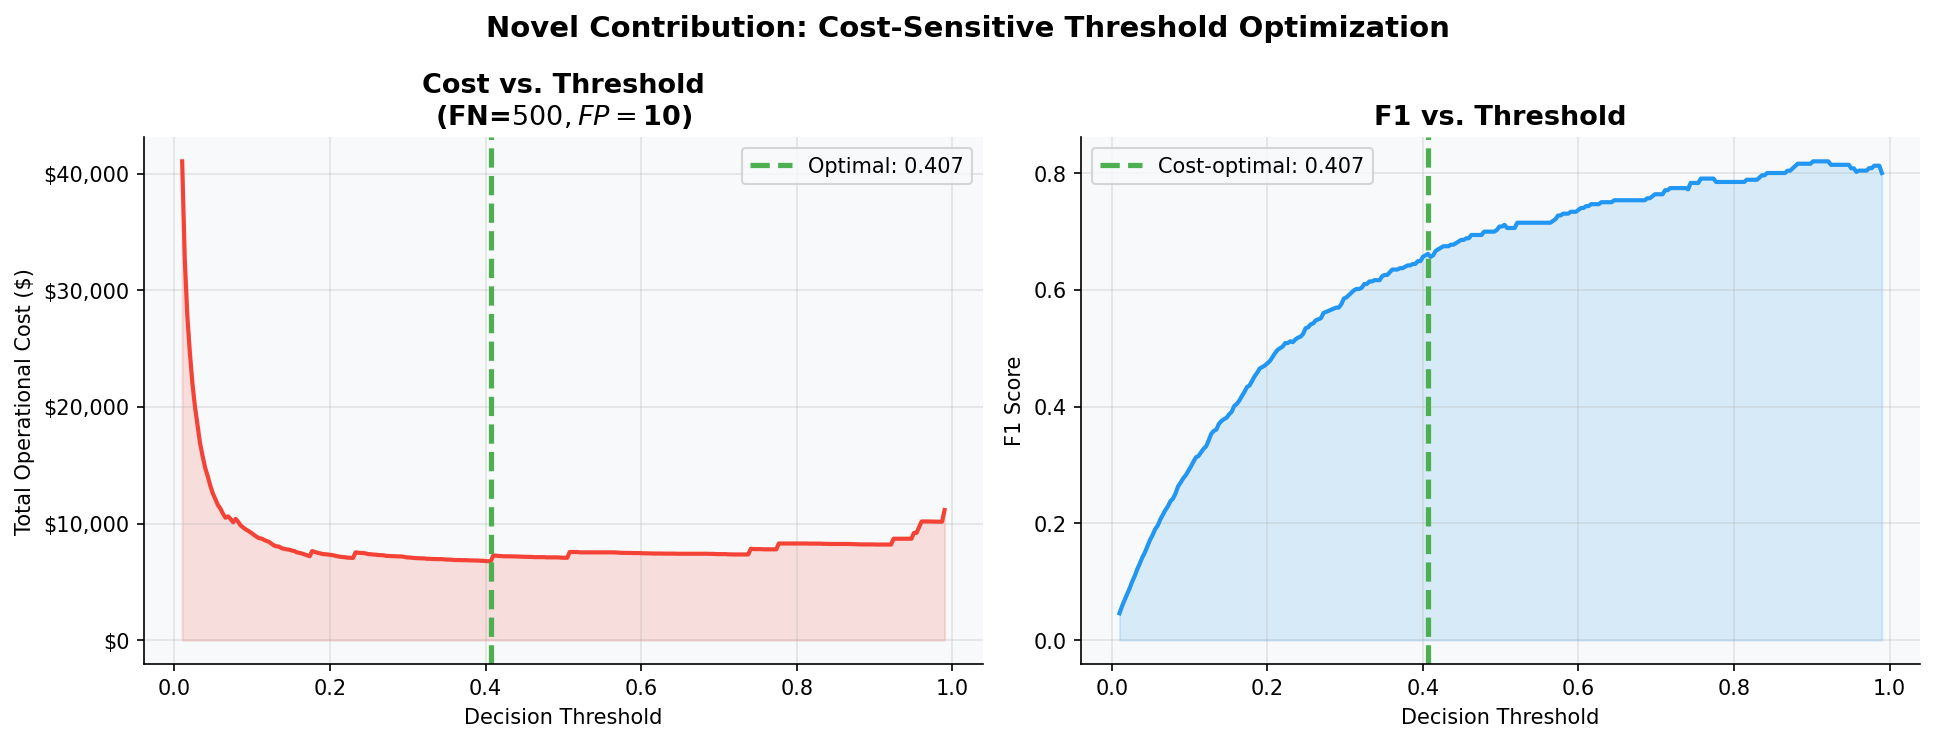 Novel Contribution: Cost-Sensitive Threshold Optimization
Cost vs. Threshold
(FN=500, FP = 10)
Optimal: 0.407
Total Operational Cost ($)
$40,000
$30,000
$20,000
$10,000
$0
0.0
0.2
0.4
0.6
0.8
1.0
Decision Threshold
F1 vs. Threshold
Cost-optimal: 0.407
F1 Score
0.8
0.6
0.4
0.2
0.0
0.0
0.2
0.4
0.6
0.8
1.0
Decision Threshold